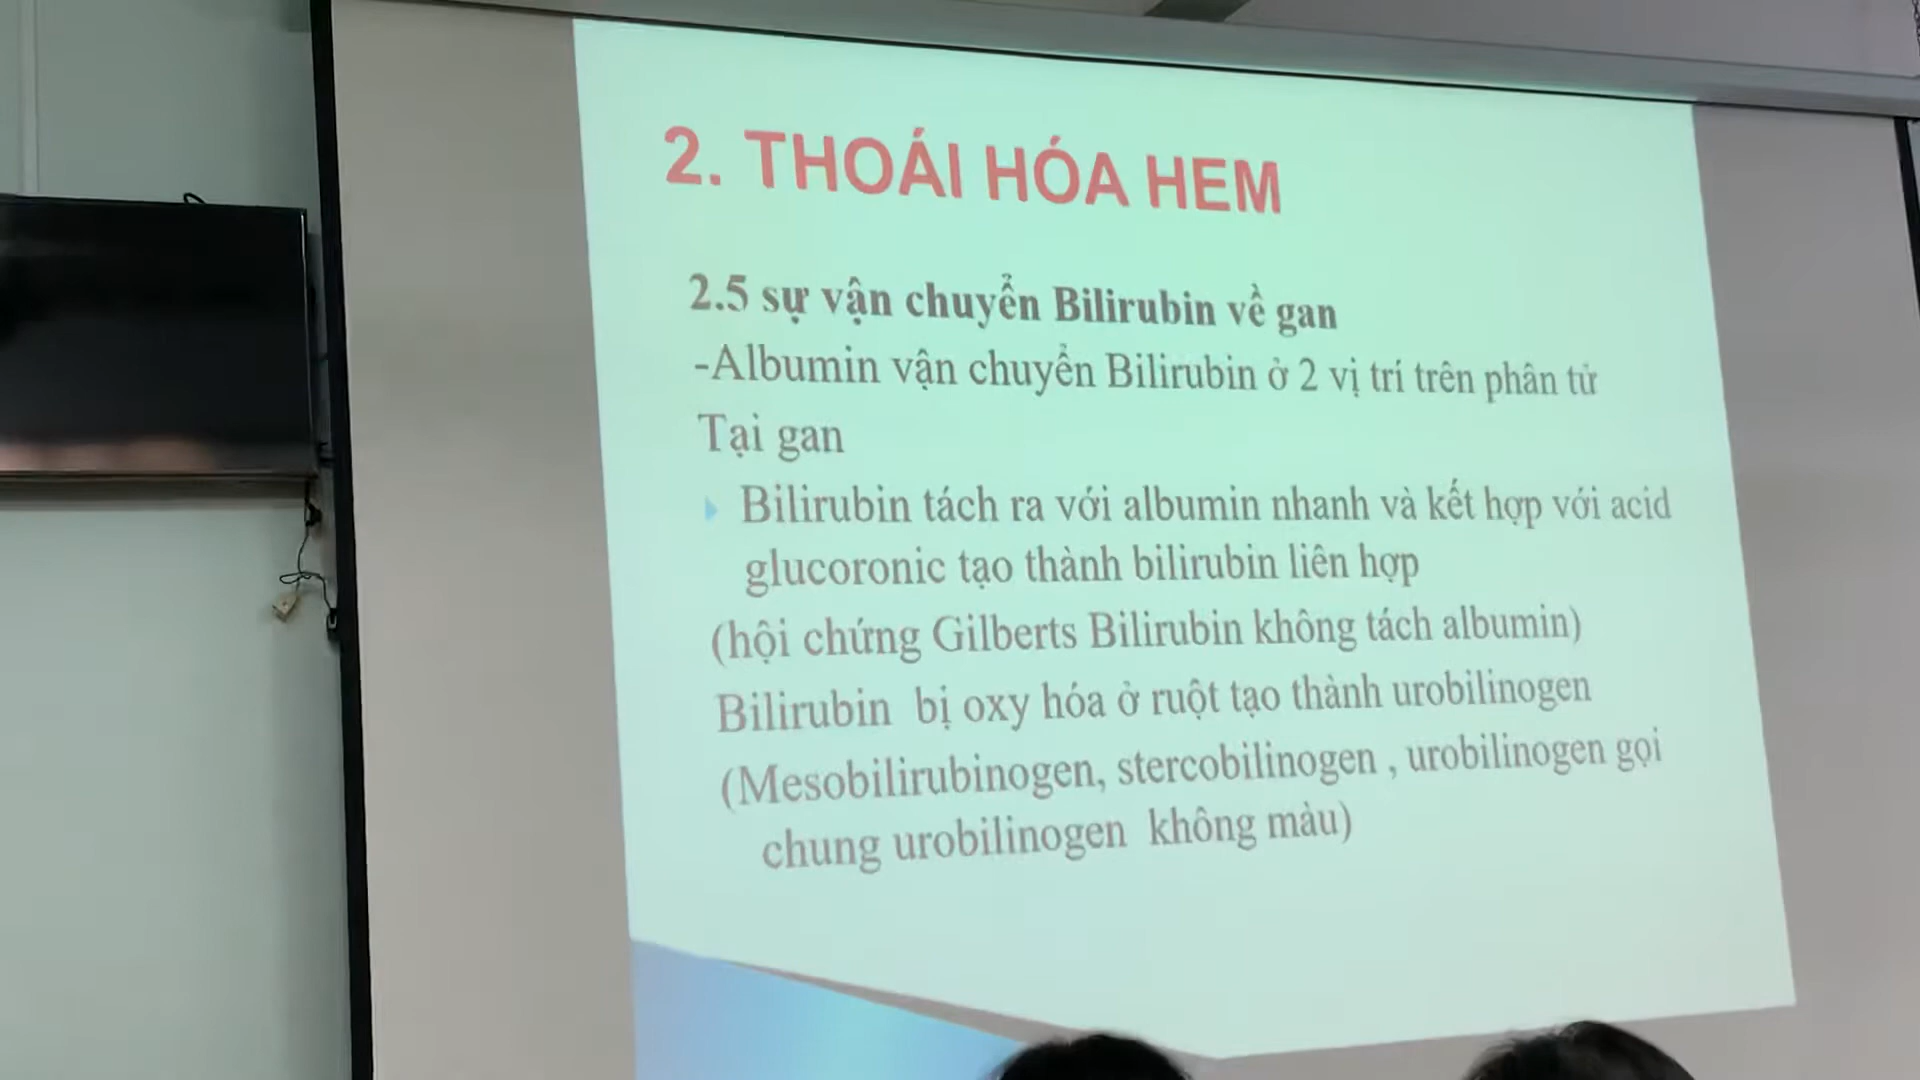 2. THOÁI HÓA HEM
2.5 sự vận chuyển Bilirubin về gan
-Albumin vận chuyển Bilirubin ở 2 vị trí trên phân tử
Tại gan
Bilirubin tách ra với albumin nhanh và kết hợp với acid
glucoronic tạo thành bilirubin liên hợp
(hội chứng Gilberts Bilirubin không tách albumin)
Bilirubin bị oxy hóa ở ruột tạo thành urobilinogen
(Mesobilirubinogen, stercobilinogen , urobilinogen gọi
chung urobilinogen không màu)